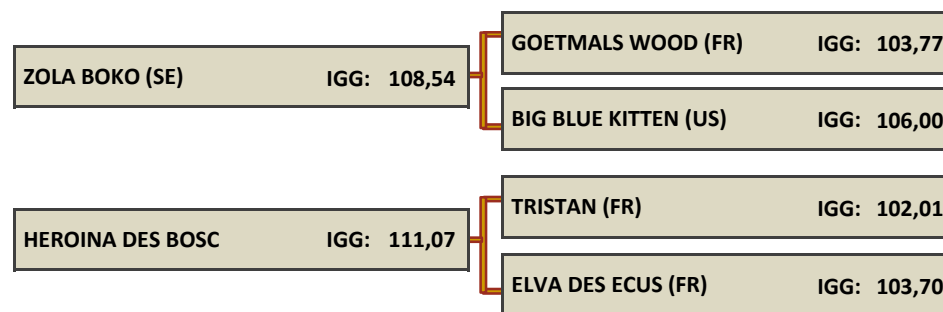 GOETMALS WOOD (FR) IGG: 103,77
ZOLA BOKO (SE) IGG: 108,54
BIG BLUE KITTEN (US) IGG: 106,00
TRISTAN (FR) IGG: 102,01
HEROINA DES BOSC IGG: 111,07
ELVA DES ECUS (FR) IGG: 103,70